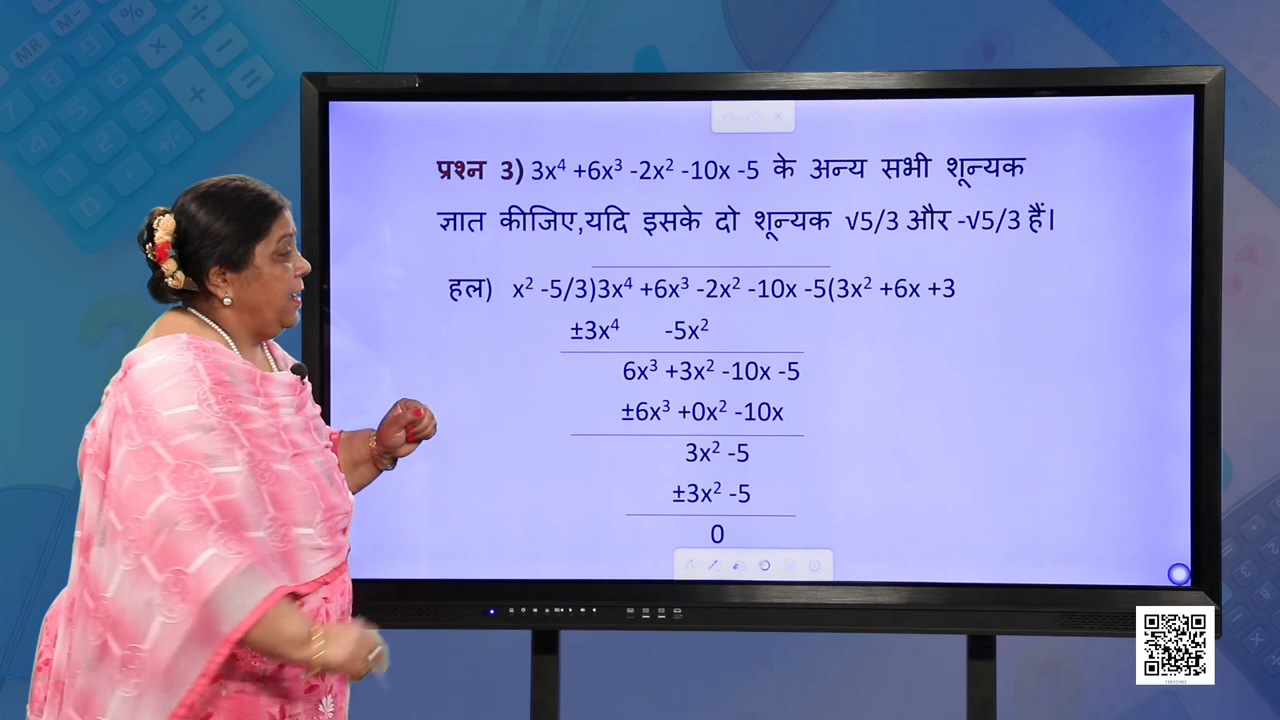 प्रश्न 3) 3x⁴ +6x³ -2x² -10x -5 के अन्य सभी शून्यक
ज्ञात कीजिए,यदि इसके दो शून्यक √5/3 और -√5/3 हैं।
हल) x² -5/3)3x⁴ +6x³ -2x² -10x -5(3x² +6x +3
±3x⁴ -5x²
6x³ +3x² -10x -5
±6x³ +0x² -10x
3x² -5
±3x² -5
0